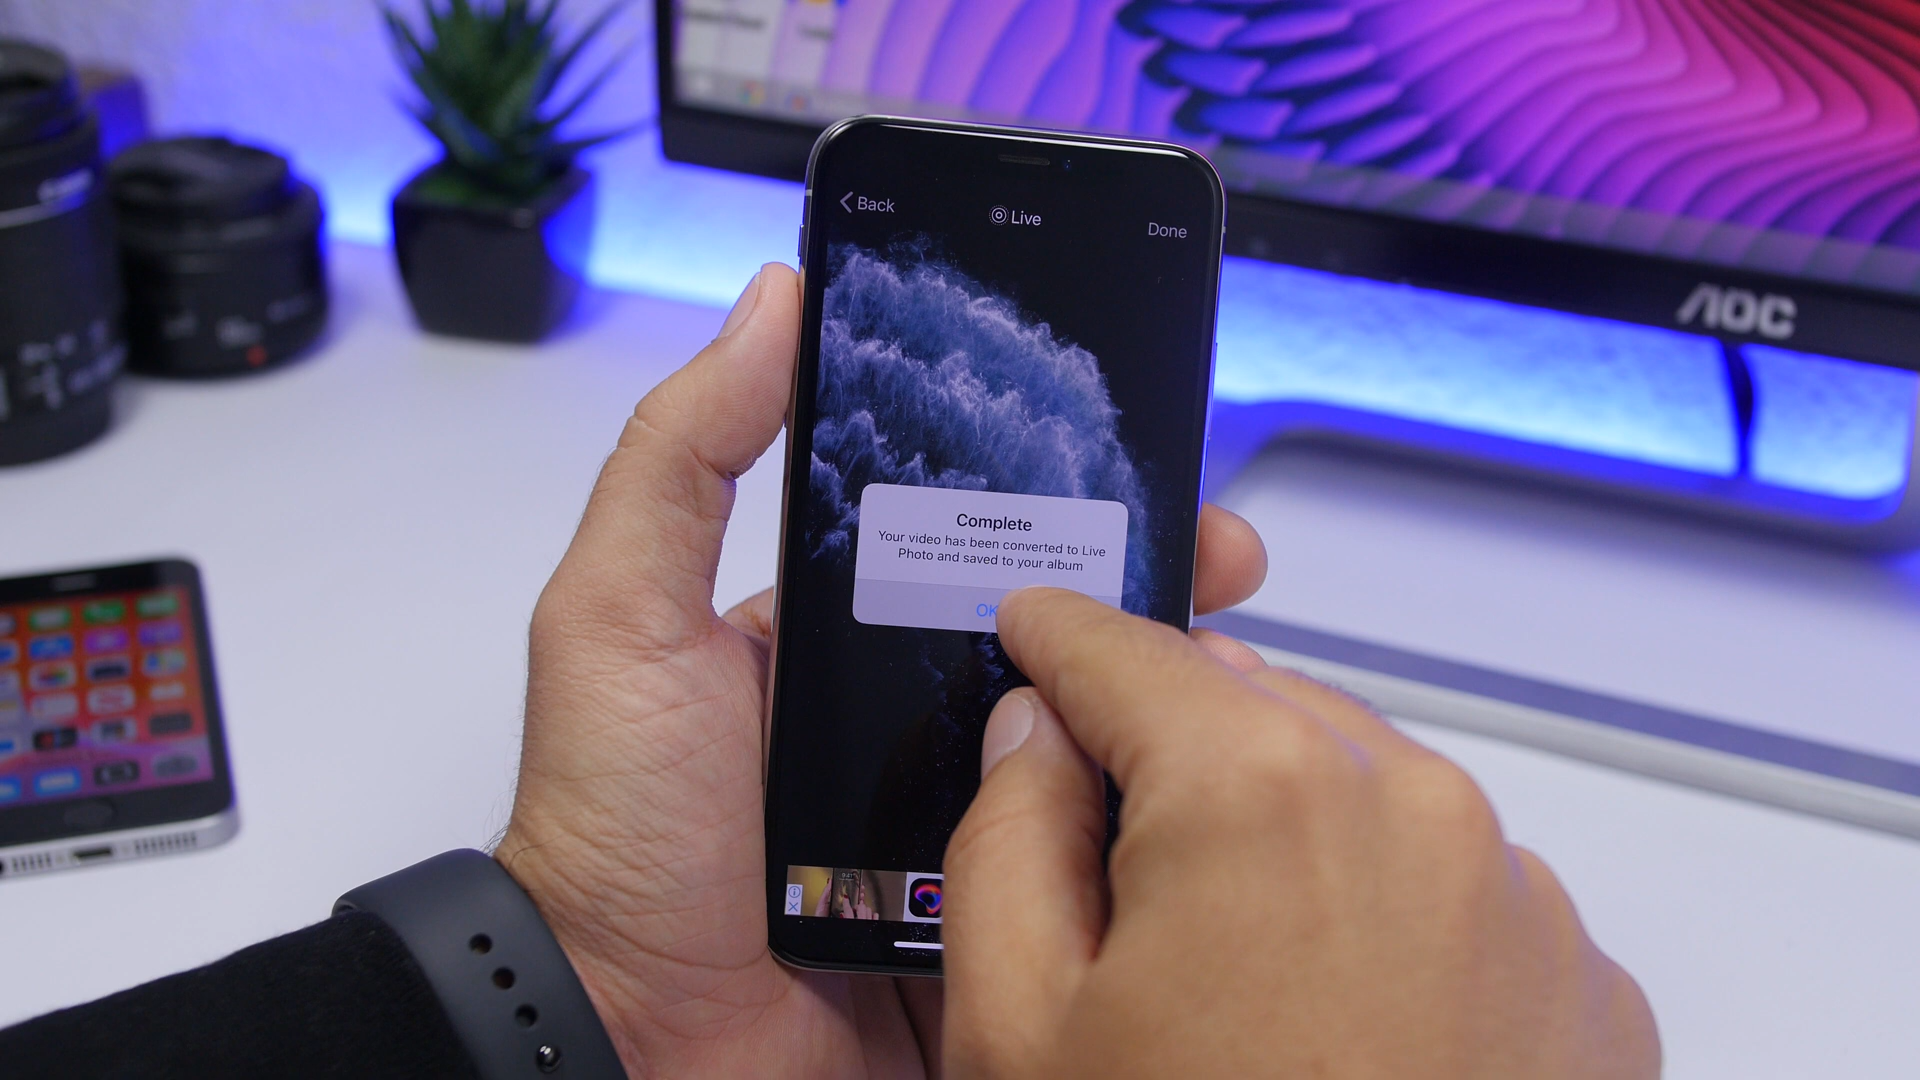 Back
Live
Done
Complete
Your video has been converted to Live
Photo and saved to your album
OK
AOC